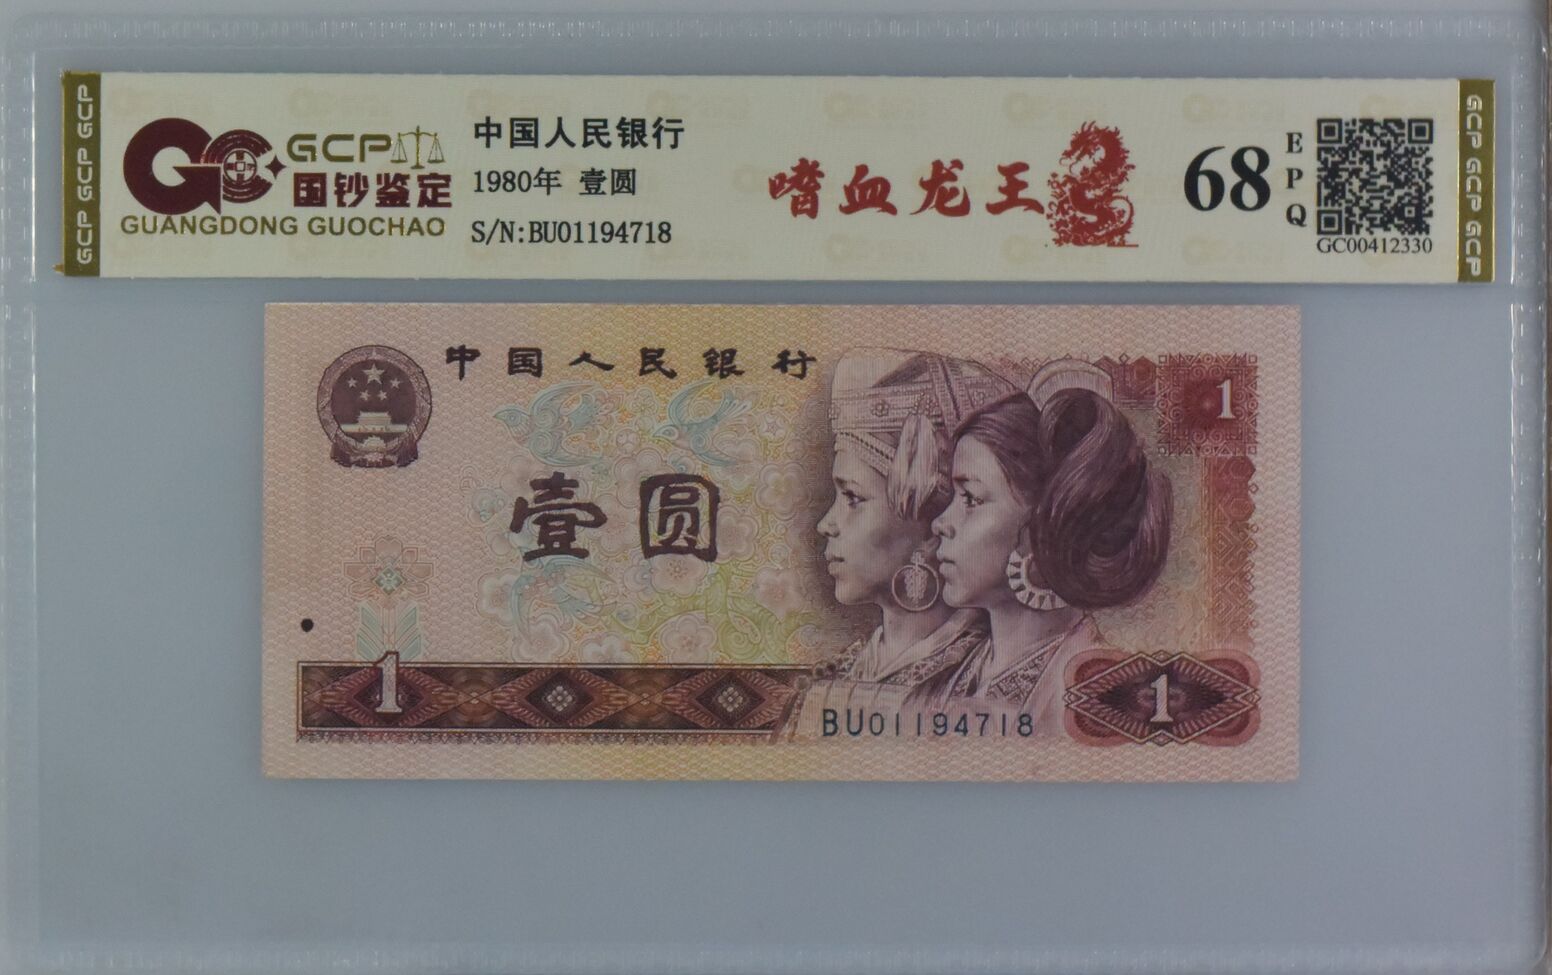 GCP GCP GCP
GCP
国钞鉴定
GUANGDONG GUOCHAO
中国人民银行
1980年 壹圆
S/N:BU01194718
嗜血龙王
68
EPQ
GC00412330
GCP GCP GCP
中国人民银行
1
壹圆
1
1
BU01194718